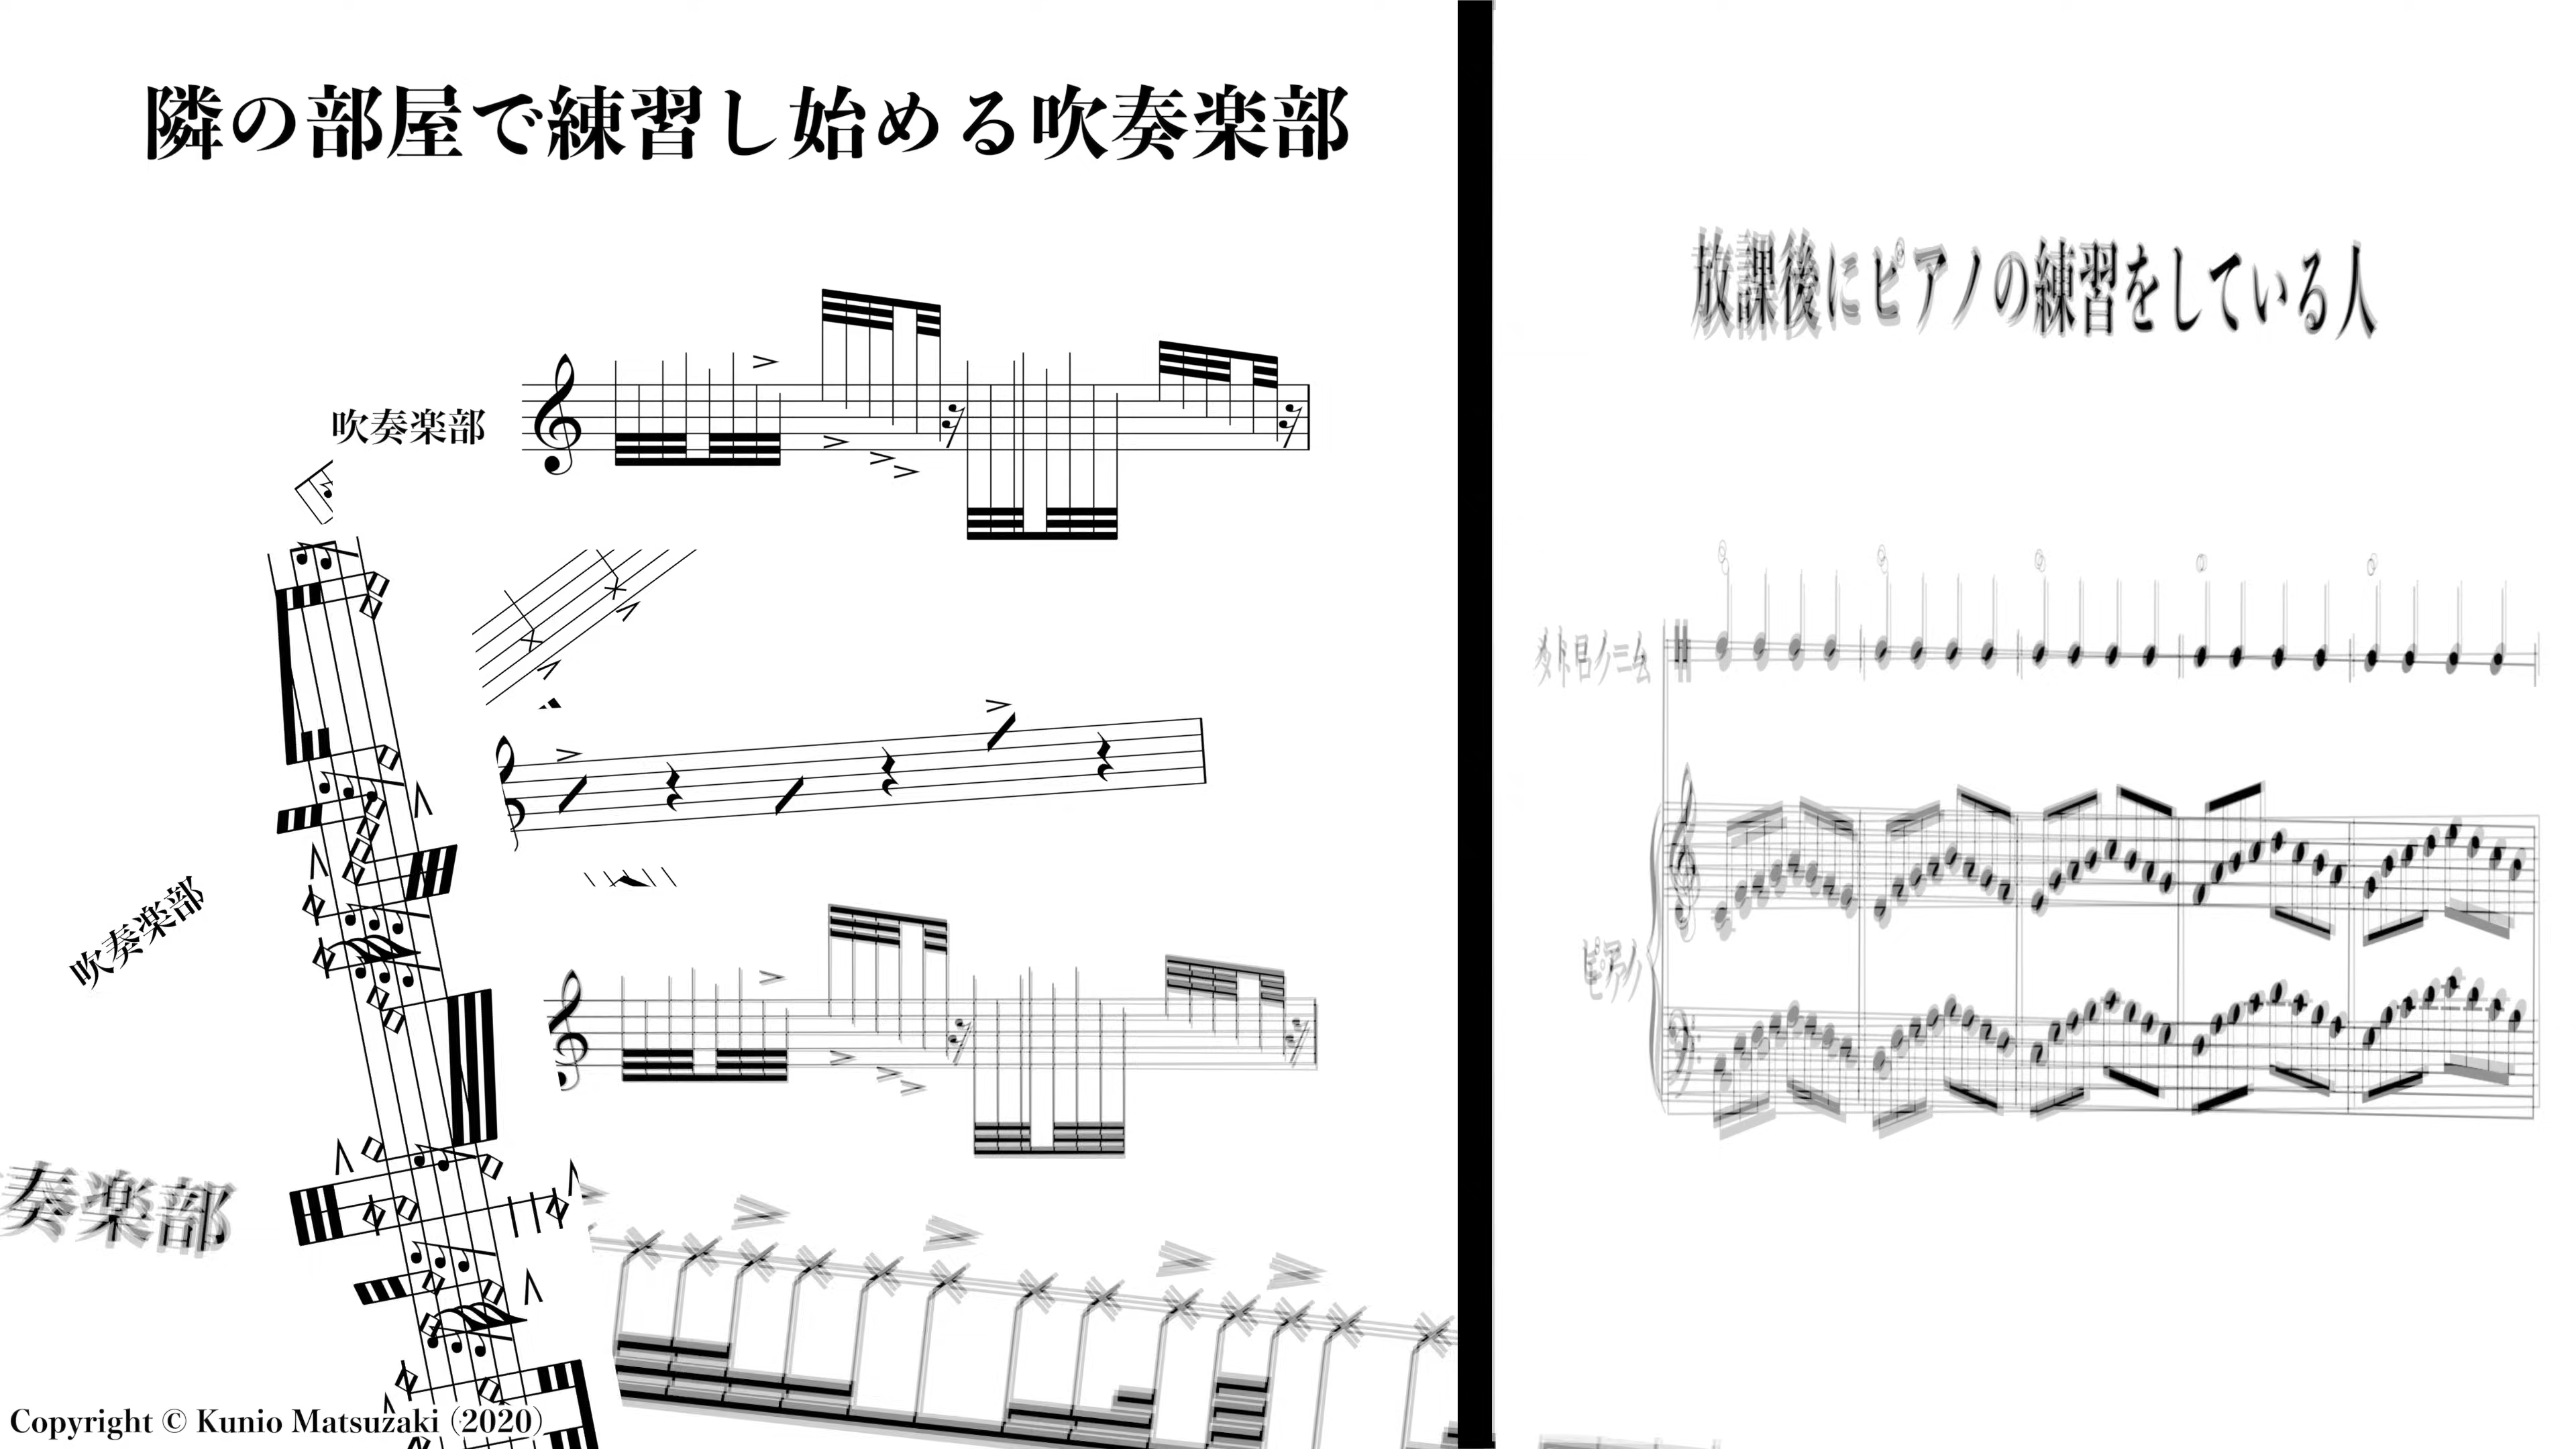 隣の部屋で練習し始める吹奏楽部
吹奏楽部
吹奏楽部
奏楽部
Copyright © Kunio Matsuzaki (2020)
放課後にピアノの練習をしている人
メトロノーム
ピアノ